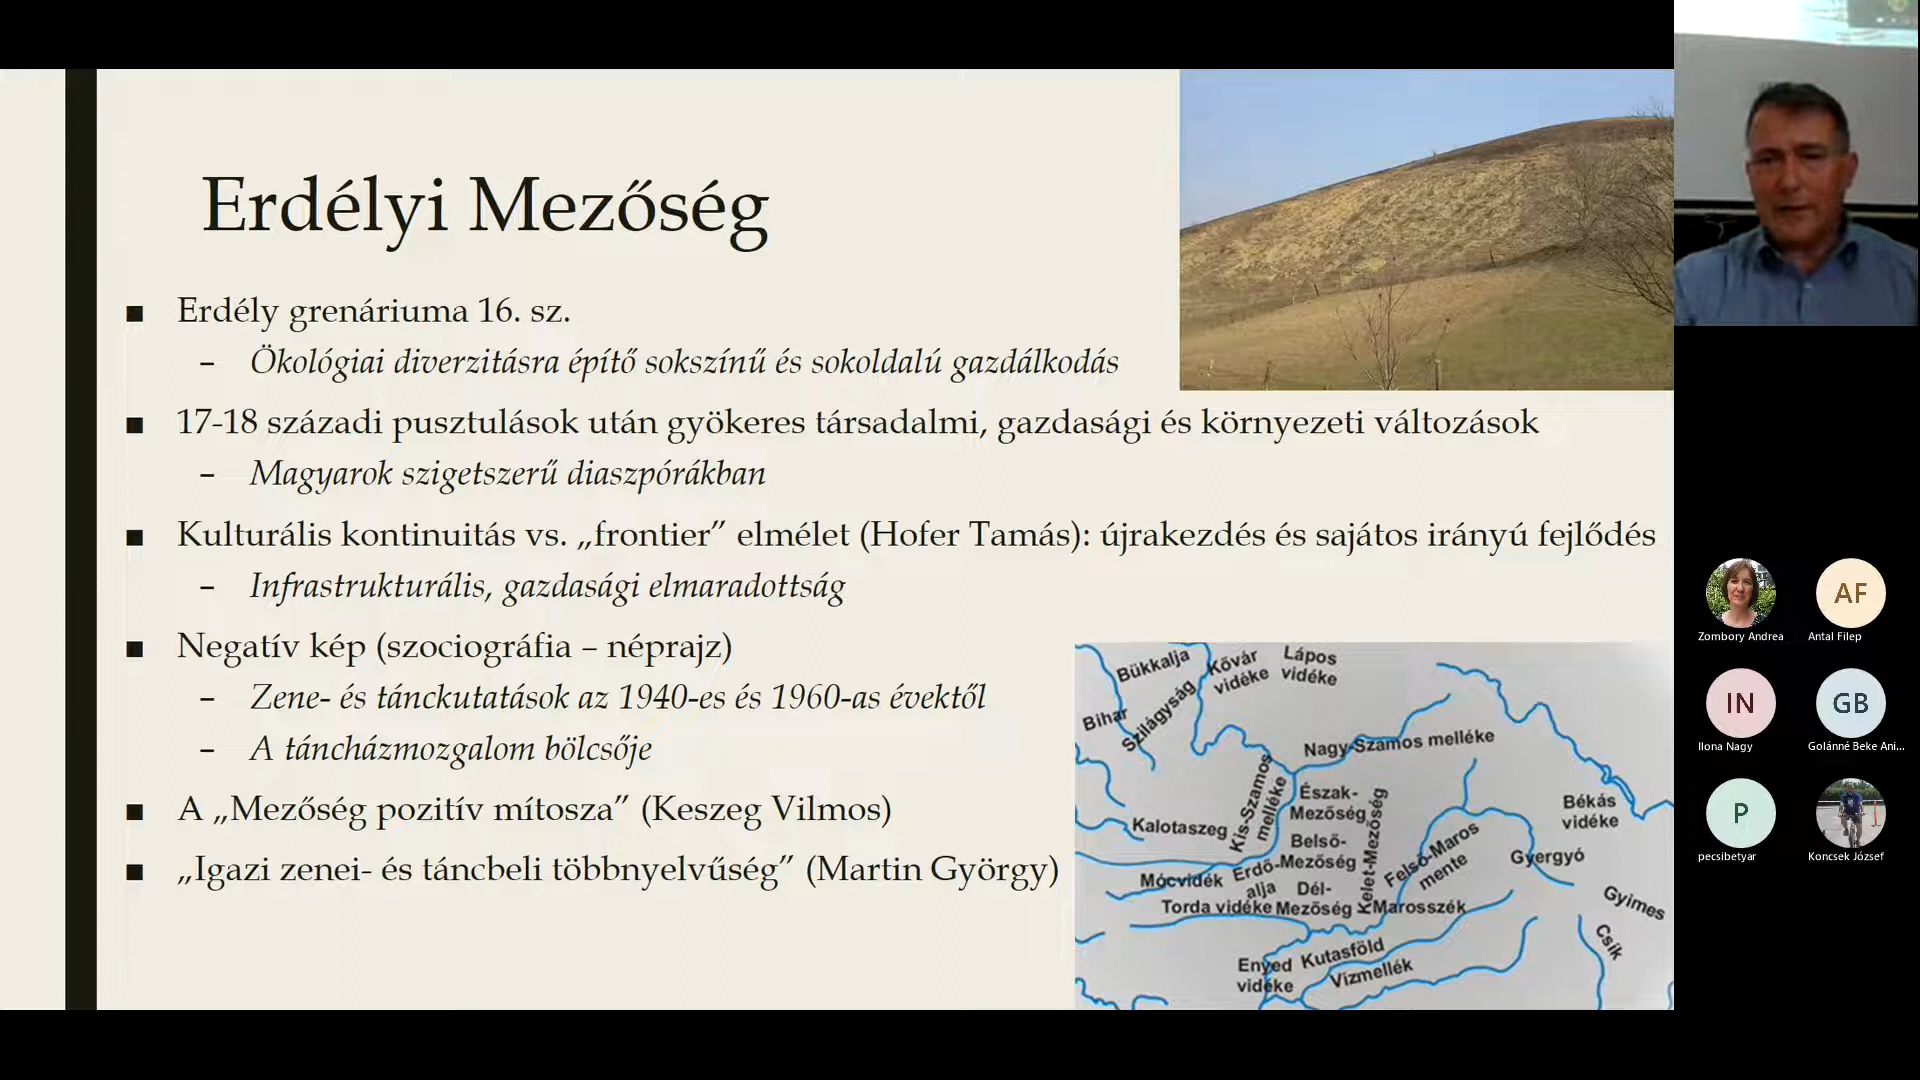 Erdélyi Mezőség
■ Erdély grenáriuma 16. sz.
– Ökológiai diverzitásra építő sokszínű és sokoldalú gazdálkodás
■ 17-18 századi pusztulások után gyökeres társadalmi, gazdasági és környezeti változások
– Magyarok szigetszerű diaszpórákban
■ Kulturális kontinuitás vs. „frontier” elmélet (Hofer Tamás): újrakezdés és sajátos irányú fejlődés
– Infrastrukturális, gazdasági elmaradottság
■ Negatív kép (szociográfia – néprajz)
– Zene- és tánckutatások az 1940-es és 1960-as évektől
– A táncházmozgalom bölcsője
■ A „Mezőség pozitív mítosza” (Keszeg Vilmos)
■ „Igazi zenei- és táncbeli többnyelvűség” (Martin György)
Bükkalja
Kővár
vidéke
Lápos
vidéke
Bihar
Szilágyság
Nagy-Szamos melléke
Kis-Szamos
melléke
Észak-
Mezőség
Kelet-Mezőség
Békás
vidéke
Kalotaszeg
Belső-
Mezőség
Felső-Maros
mente
Gyergyó
Mócvidék
Erdő-
alja
Dél-
Mezőség
Torda vidéke
Marosszék
Gyimes
Csík
Enyed
vidéke
Kutasföld
Vízmellék
AF
Zombory Andrea
Antal Filep
IN
GB
Ilona Nagy
Golánné Beke Ani...
P
pecsibetyar
Koncsek József